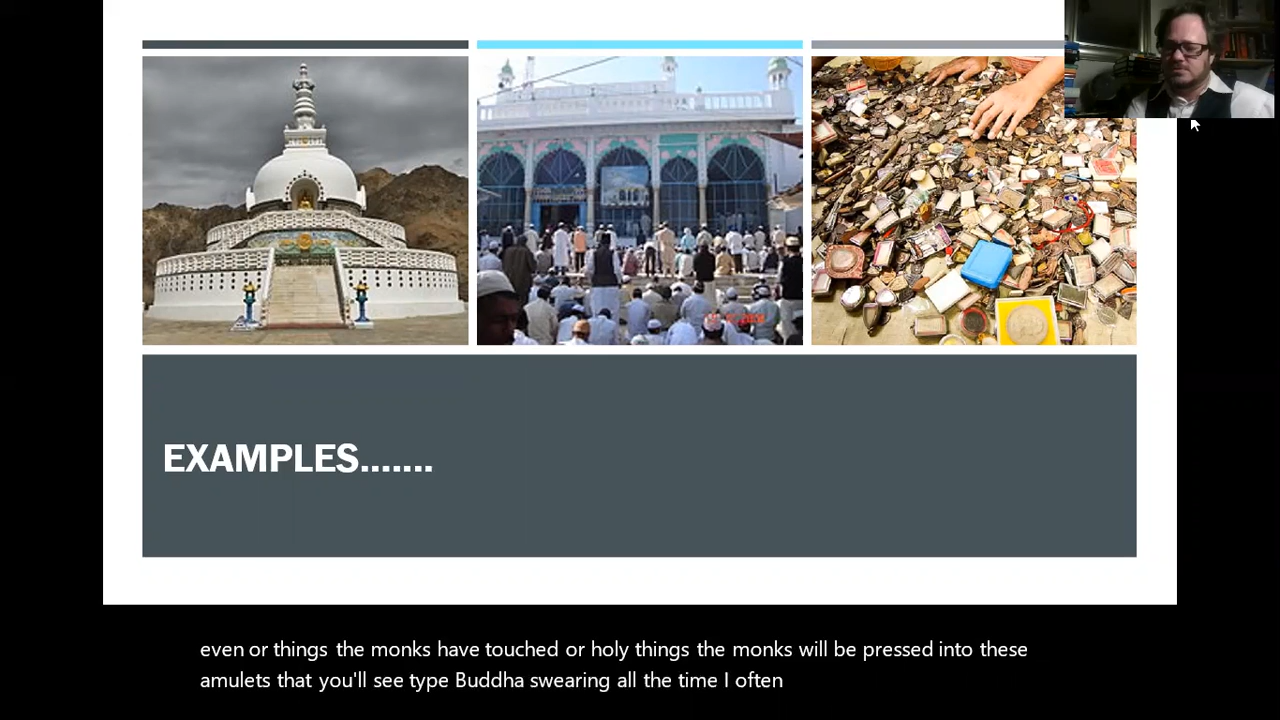 EXAMPLES.......
even or things the monks have touched or holy things the monks will be pressed into these
amulets that you'll see type Buddha swearing all the time I often